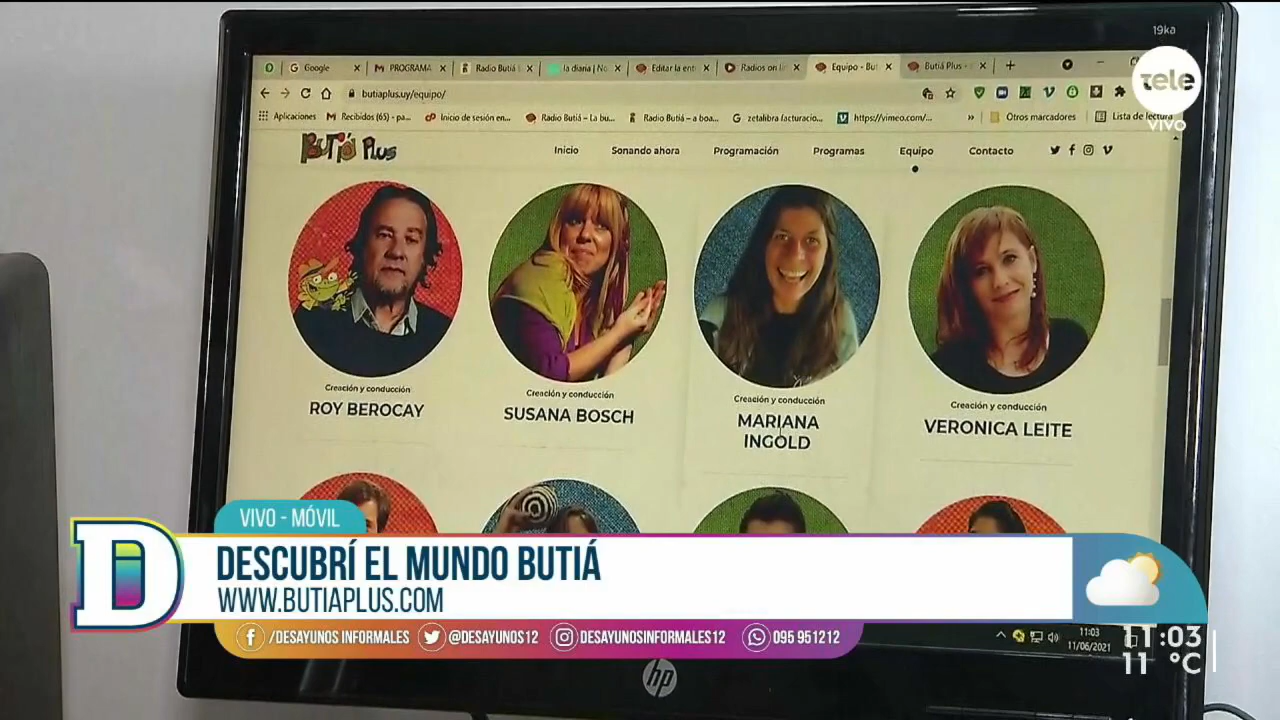 19ka
Google
PROGRAMA
Radio Butiá
la diaria | No
Editar la ent
Radios on li
Equipo - But
Butiá Plus -
tele
VIVO
butiaplus.uy/equipo/
Aplicaciones
Recibidos (65) - pa...
Inicio de sesión en...
Radio Butiá – La bu...
Radio Butiá – a boa...
zetalibra facturacio...
https://vimeo.com/...
»
Otros marcadores
Lista de lectura
BUTIÁ PLUS
Inicio
Sonando ahora
Programación
Programas
Equipo
Contacto
Creación y conducción
ROY BEROCAY
Creación y conducción
SUSANA BOSCH
Creación y conducción
MARIANA
INGOLD
Creación y conducción
VERONICA LEITE
VIVO - MÓVIL
D
DESCUBRÍ EL MUNDO BUTIÁ
WWW.BUTIAPLUS.COM
/DESAYUNOS INFORMALES
@DESAYUNOS12
DESAYUNOSINFORMALES12
095 951212
11:03
11/06/2021
11:03
11 °C
hp